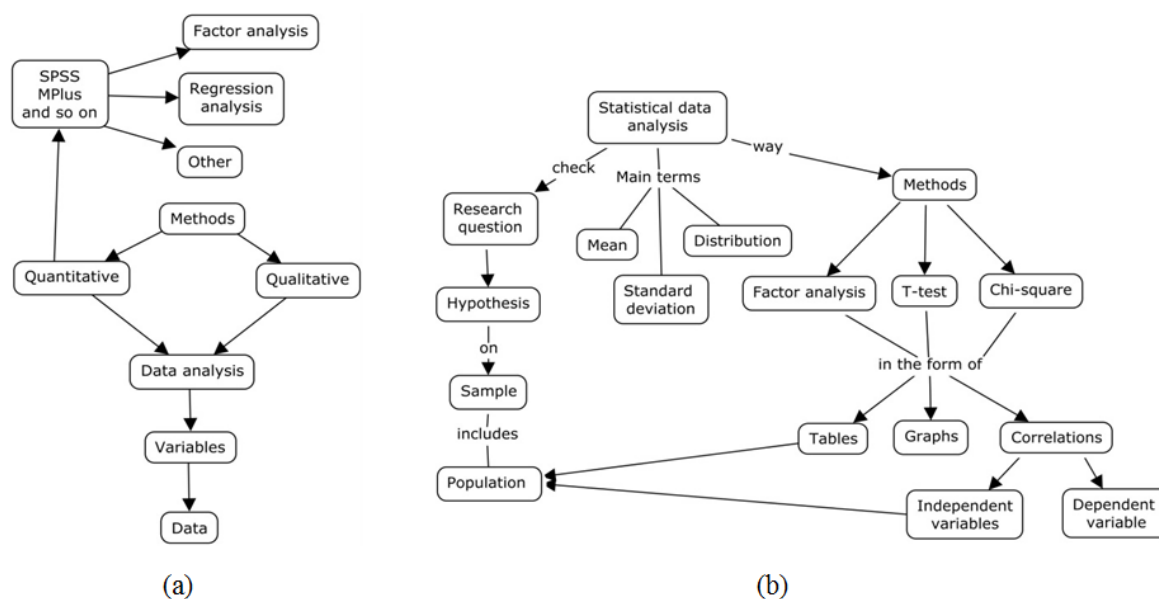 Factor analysis
SPSS
MPlus
and so on
Regression
analysis
Other
Methods
Quantitative
Qualitative
Data analysis
Variables
Data
(a)
Statistical data
analysis
check
Main terms
way
Research
question
Mean
Distribution
Methods
Hypothesis
Standard
deviation
Factor analysis
T-test
Chi-square
on
in the form of
Sample
includes
Tables
Graphs
Correlations
Population
Independent
variables
Dependent
variable
(b)